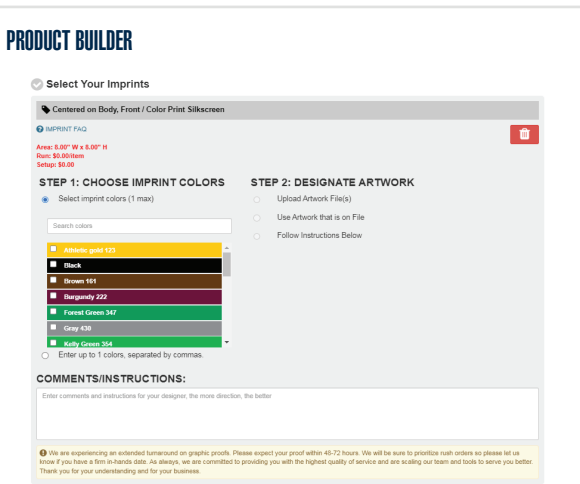 PRODUCT BUILDER
Select Your Imprints
Centered on Body, Front / Color Print Silkscreen
IMPRINT FAQ
Area: 8.00" W x 8.00" H
Run: $0.00/item
Setup: $0.00
STEP 1: CHOOSE IMPRINT COLORS
Select imprint colors (1 max)
Search colors
Athletic gold 123
Black
Brown 161
Burgundy 222
Forest Green 347
Gray 430
Kelly Green 354
Enter up to 1 colors, separated by commas.
STEP 2: DESIGNATE ARTWORK
Upload Artwork File(s)
Use Artwork that is on File
Follow Instructions Below
COMMENTS/INSTRUCTIONS:
Enter comments and instructions for your designer, the more direction, the better
We are experiencing an extended turnaround on graphic proofs. Please expect your proof within 48-72 hours. We will be sure to prioritize rush orders so please let us
know if you have a firm in-hands date. As always, we are committed to providing you with the highest quality of service and are scaling our team and tools to serve you better.
Thank you for your understanding and for your business.